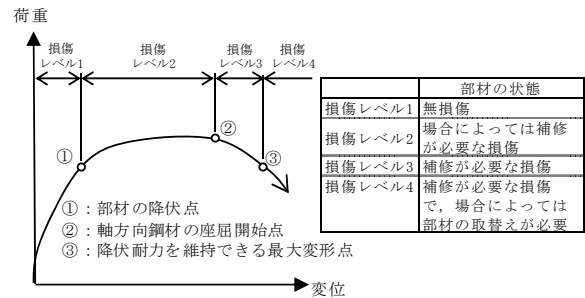 荷重
損傷
レベル1
損傷
レベル2
損傷
レベル3
損傷
レベル4
①
②
③
①：部材の降伏点
②：軸方向鋼材の座屈開始点
③：降伏耐力を維持できる最大変形点
変位
部材の状態
損傷レベル1 無損傷
損傷レベル2 場合によっては補修
が必要な損傷
損傷レベル3 補修が必要な損傷
損傷レベル4 補修が必要な損傷
で，場合によっては
部材の取替えが必要